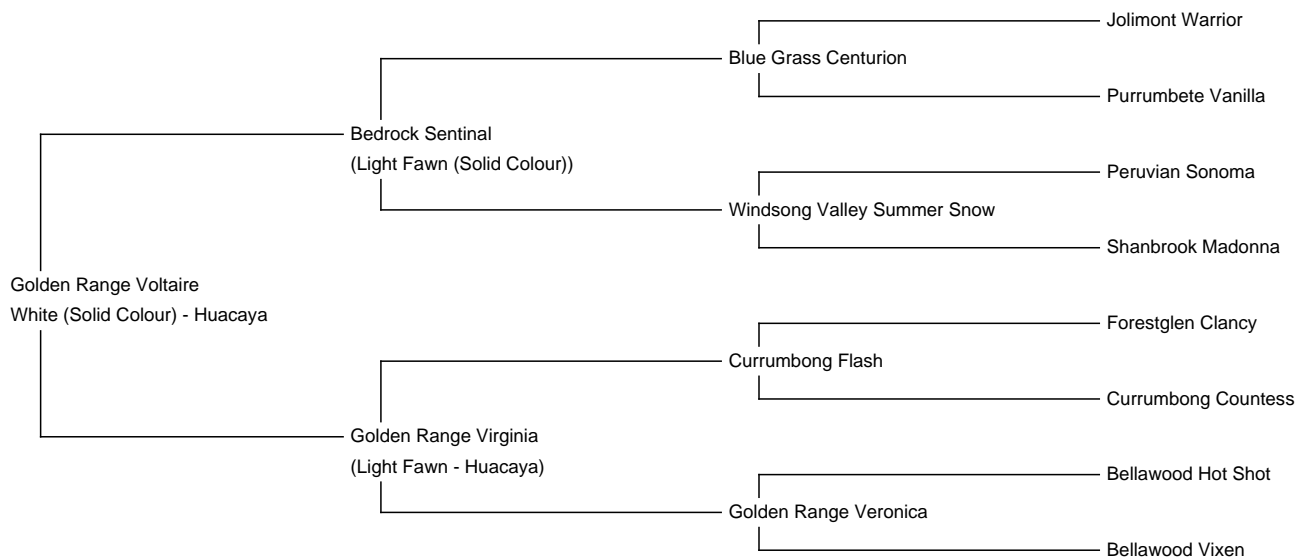 Jolimont Warrior
Blue Grass Centurion
Purrumbete Vanilla
Bedrock Sentinal
(Light Fawn (Solid Colour))
Peruvian Sonoma
Windsong Valley Summer Snow
Shanbrook Madonna
Golden Range Voltaire
White (Solid Colour) - Huacaya
Forestglen Clancy
Currumbong Flash
Currumbong Countess
Golden Range Virginia
(Light Fawn - Huacaya)
Bellawood Hot Shot
Golden Range Veronica
Bellawood Vixen